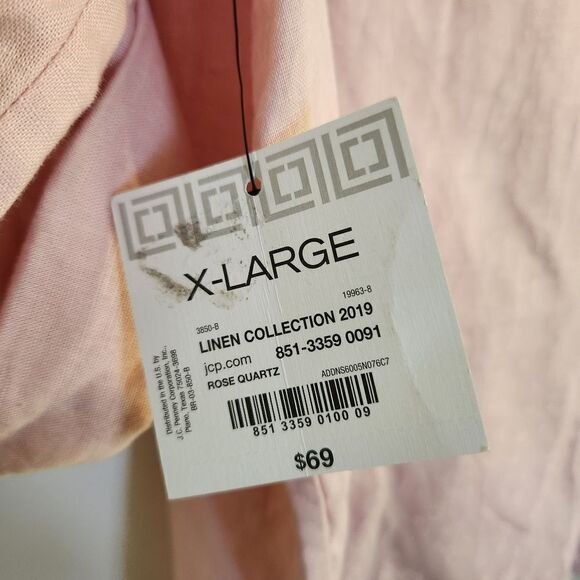 X-LARGE
3850-B
19963-8
LINEN COLLECTION 2019
jcp.com 851-3359 0091
ROSE QUARTZ
ADDNS6005N076C7
851 3359 0100 09
$69
Distributed in the U.S. by
J.C. Penney Corporation, Inc.,
Plano, Texas 75024-3698
BR-03-850-B